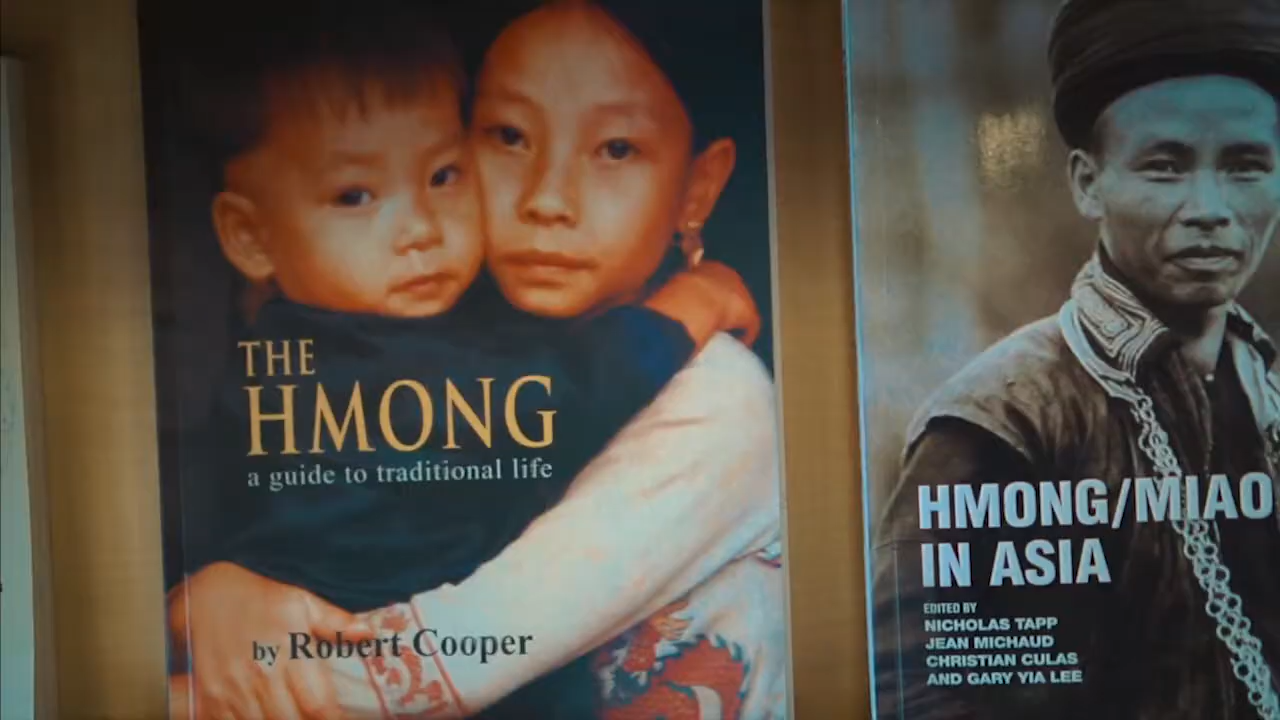 THE
HMONG
a guide to traditional life
by Robert Cooper
HMONG/MIAO
IN ASIA
EDITED BY
NICHOLAS TAPP
JEAN MICHAUD
CHRISTIAN CULAS
AND GARY YIA LEE